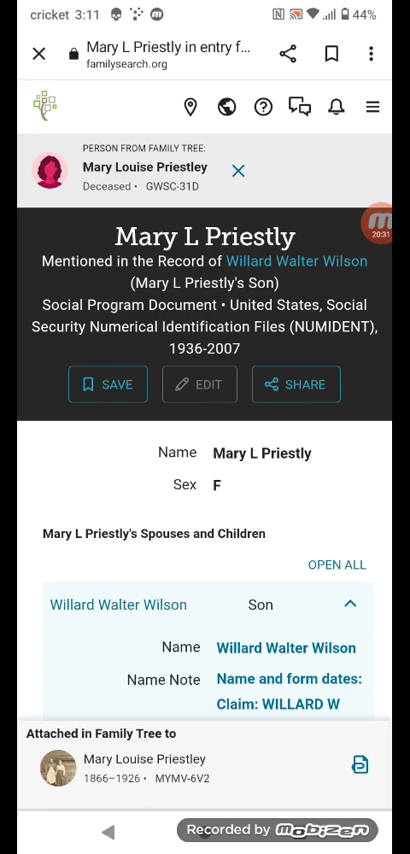 cricket 3:11
44%
Mary L Priestly in entry f...
familysearch.org
PERSON FROM FAMILY TREE:
Mary Louise Priestley
Deceased • GWSC-31D
20:31
Mary L Priestly
Mentioned in the Record of Willard Walter Wilson
(Mary L Priestly's Son)
Social Program Document • United States, Social
Security Numerical Identification Files (NUMIDENT),
1936-2007
SAVE
EDIT
SHARE
Name Mary L Priestly
Sex F
Mary L Priestly's Spouses and Children
OPEN ALL
Willard Walter Wilson Son
Name Willard Walter Wilson
Name Note Name and form dates:
Claim: WILLARD W
Attached in Family Tree to
Mary Louise Priestley
1866–1926 • MYMV-6V2
Recorded by mobizen